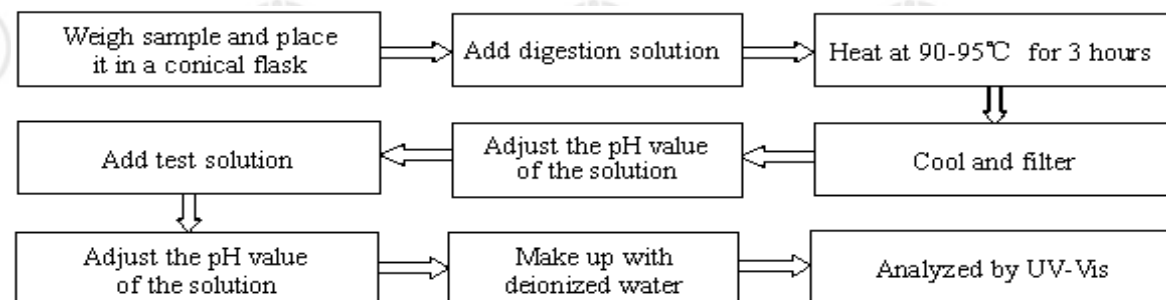 Weigh sample and place
it in a conical flask
Add digestion solution
Heat at 90-95℃ for 3 hours
Cool and filter
Adjust the pH value
of the solution
Add test solution
Adjust the pH value
of the solution
Make up with
deionized water
Analyzed by UV-Vis